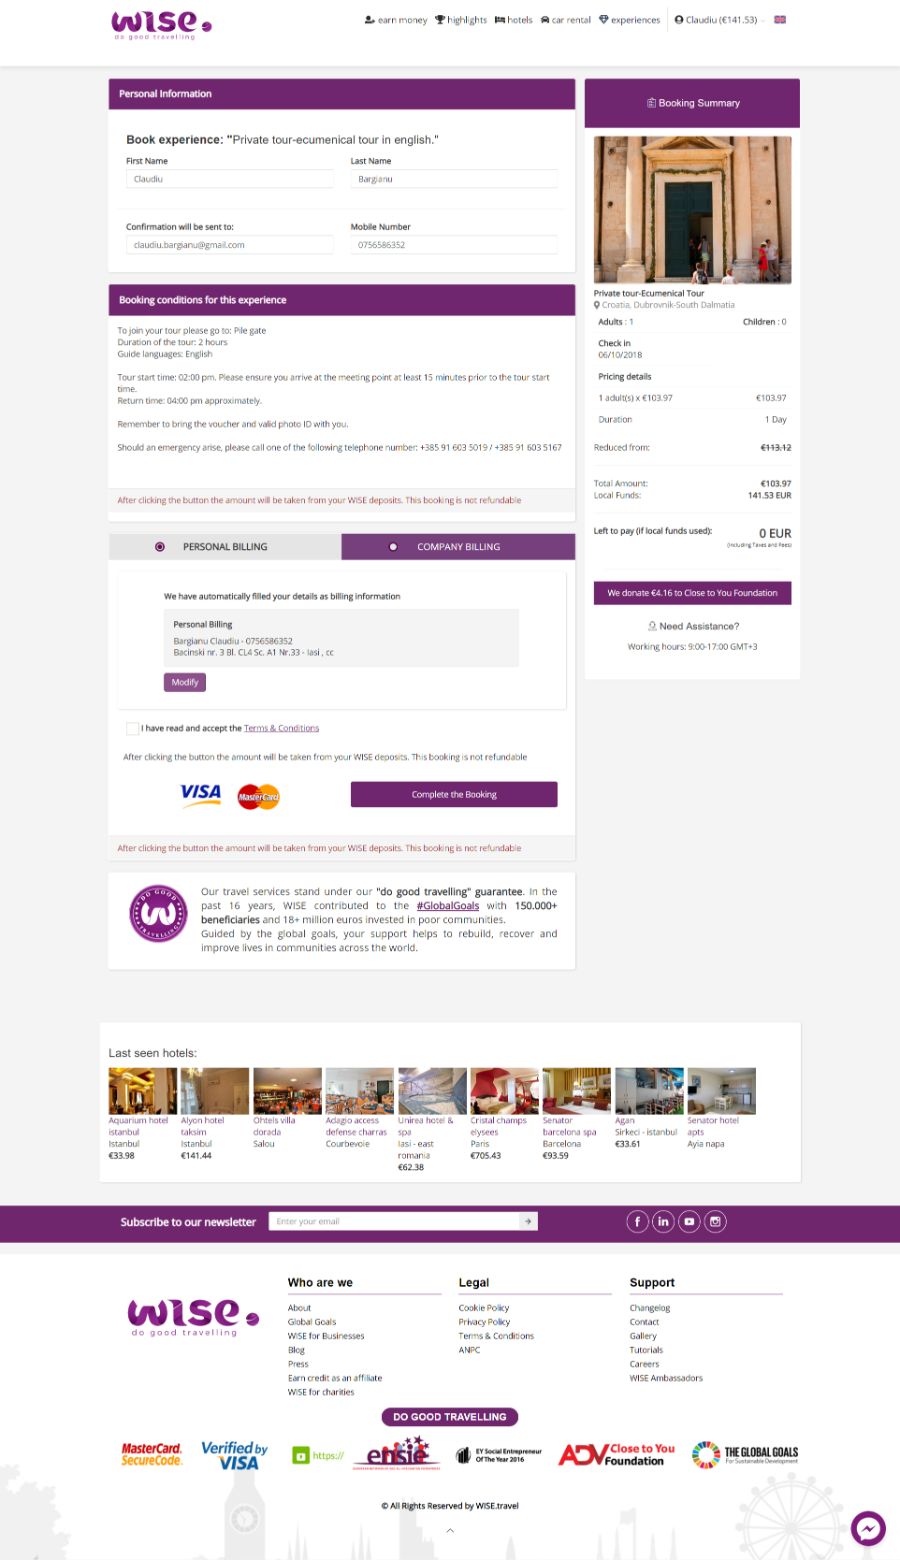 wise.
do good travelling
earn money highlights hotels car rental experiences Claudiu (€141.53)
Personal Information
Book experience: "Private tour-ecumenical tour in english."
First Name Last Name
Claudiu Bargianu
Confirmation will be sent to: Mobile Number
claudiu.bargianu@gmail.com 0756586352
Booking conditions for this experience
To join your tour please go to: Pile gate
Duration of the tour: 2 hours
Guide languages: English
Tour start time: 02:00 pm. Please ensure you arrive at the meeting point at least 15 minutes prior to the tour start
time.
Return time: 04:00 pm approximately.
Remember to bring the voucher and valid photo ID with you.
Should an emergency arise, please call one of the following telephone number: +385 91 603 5019 / +385 91 603 5167
After clicking the button the amount will be taken from your WISE deposits. This booking is not refundable
PERSONAL BILLING COMPANY BILLING
We have automatically filled your details as billing information
Personal Billing
Bargianu Claudiu - 0756586352
Bacinski nr. 3 Bl. CL4 Sc. A1 Nr.33 - Iasi , cc
Modify
I have read and accept the Terms & Conditions
After clicking the button the amount will be taken from your WISE deposits. This booking is not refundable
VISA MasterCard Complete the Booking
After clicking the button the amount will be taken from your WISE deposits. This booking is not refundable
DO GOOD
TRAVELLING
Our travel services stand under our "do good travelling" guarantee. In the
past 16 years, WISE contributed to the #GlobalGoals with 150.000+
beneficiaries and 18+ million euros invested in poor communities.
Guided by the global goals, your support helps to rebuild, recover and
improve lives in communities across the world.
Booking Summary
Private tour-Ecumenical Tour
Croatia, Dubrovnik-South Dalmatia
Adults : 1 Children : 0
Check in
06/10/2018
Pricing details
1 adult(s) x €103.97 €103.97
Duration 1 Day
Reduced from: €113.12
Total Amount: €103.97
Local Funds: 141.53 EUR
Left to pay (if local funds used): 0 EUR
(Including Taxes and Fees)
We donate €4.16 to Close to You Foundation
Need Assistance?
Working hours: 9:00-17:00 GMT+3
Last seen hotels:
Aquarium hotel
istanbul
Istanbul
€33.98
Alyon hotel
taksim
Istanbul
€141.44
Ohtels villa
dorada
Salou
Adagio access
defense charras
Courbevoie
Unirea hotel &
spa
Iasi - east
romania
€62.38
Cristal champs
elysees
Paris
€705.43
Senator
barcelona spa
Barcelona
€93.59
Agan
Sirkeci - istanbul
€33.61
Senator hotel
apts
Ayia napa
Subscribe to our newsletter Enter your email
wise.
do good travelling
Who are we
About
Global Goals
WISE for Businesses
Blog
Press
Earn credit as an affiliate
WISE for charities
Legal
Cookie Policy
Privacy Policy
Terms & Conditions
ANPC
Support
Changelog
Contact
Gallery
Tutorials
Careers
WISE Ambassadors
DO GOOD TRAVELLING
MasterCard.
SecureCode.
Verified by
VISA
https://
ensie
EY Social Entrepreneur
Of The Year 2016
ADV Close to You
Foundation
THE GLOBAL GOALS
For Sustainable Development
© All Rights Reserved by WISE.travel